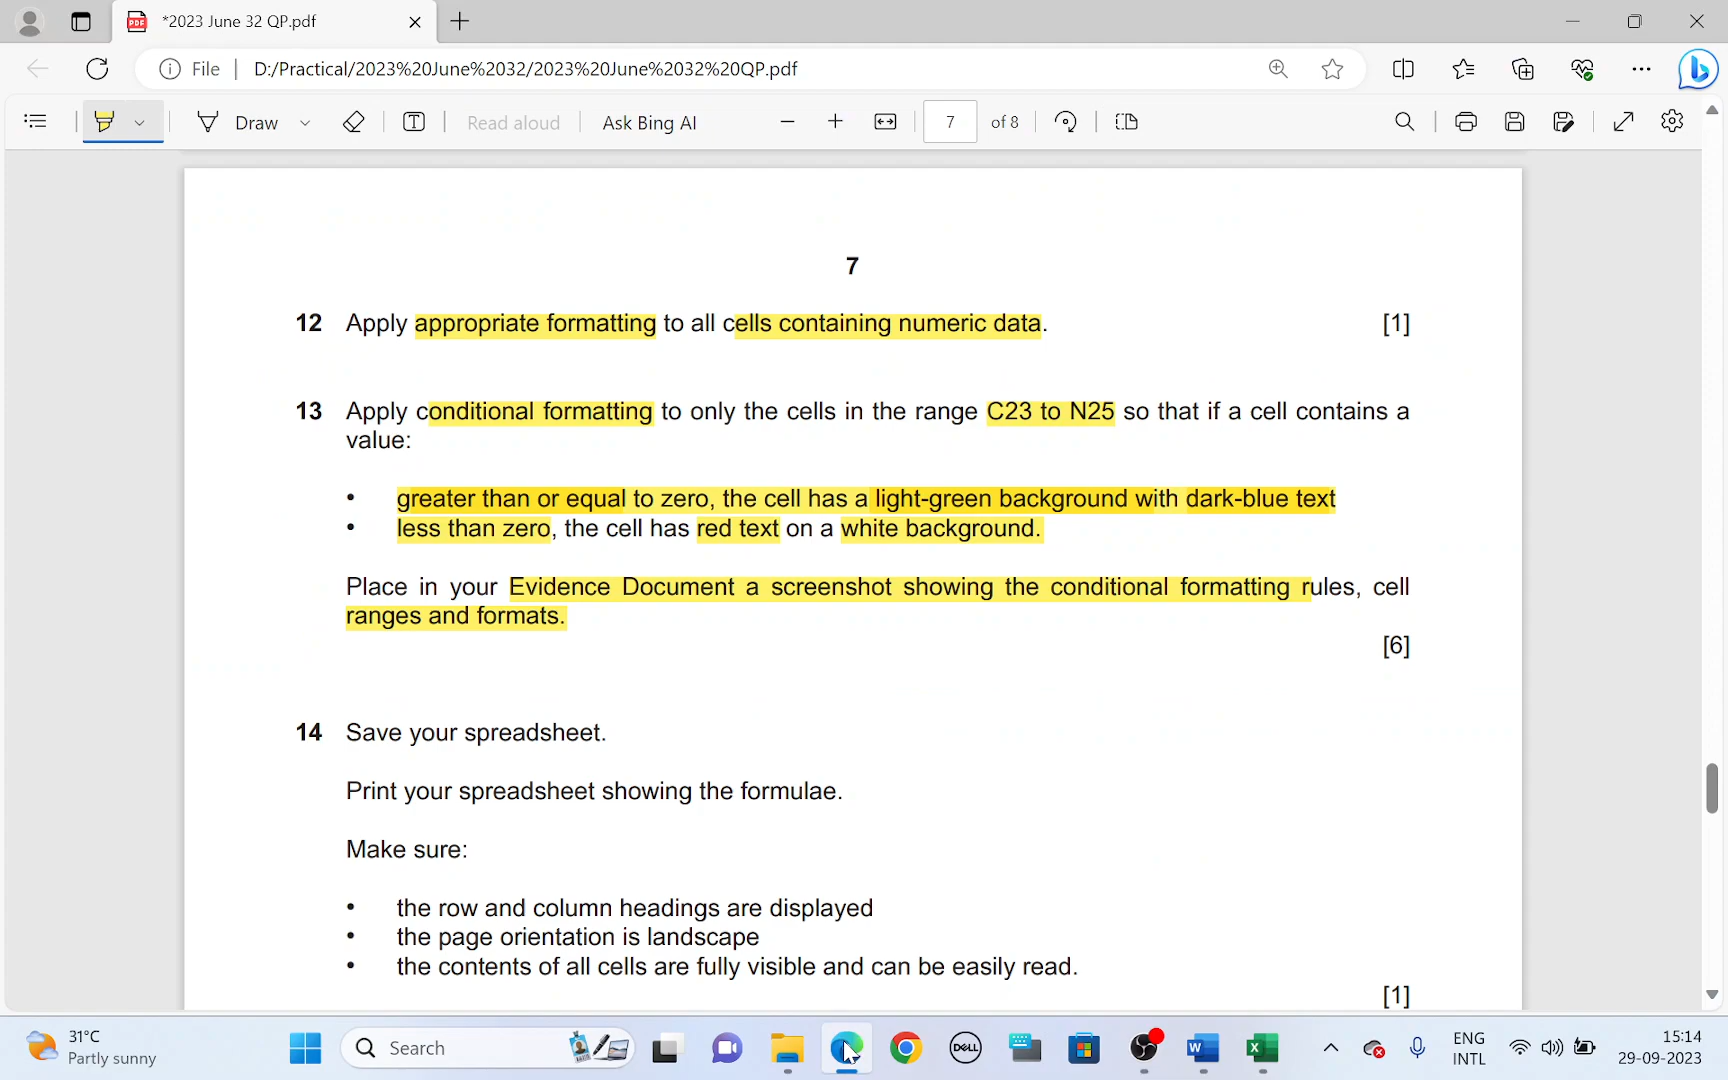 *2023 June 32 QP.pdf
File
D:/Practical/2023%20June%2032/2023%20June%2032%20QP.pdf
Draw
Read aloud
Ask Bing AI
7
of 8
7
12 Apply appropriate formatting to all cells containing numeric data. [1]
13 Apply conditional formatting to only the cells in the range C23 to N25 so that if a cell contains a
value:
• greater than or equal to zero, the cell has a light-green background with dark-blue text
• less than zero, the cell has red text on a white background.
Place in your Evidence Document a screenshot showing the conditional formatting rules, cell
ranges and formats.
[6]
14 Save your spreadsheet.
Print your spreadsheet showing the formulae.
Make sure:
• the row and column headings are displayed
• the page orientation is landscape
• the contents of all cells are fully visible and can be easily read.
[1]
31°C
Partly sunny
Search
DELL
ENG
INTL
15:14
29-09-2023